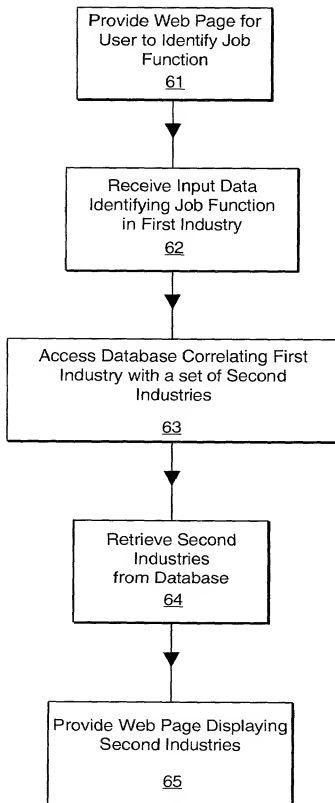 Provide Web Page for
User to Identify Job
Function
61
Receive Input Data
Identifying Job Function
in First Industry
62
Access Database Correlating First
Industry with a set of Second
Industries
63
Retrieve Second
Industries
from Database
64
Provide Web Page Displaying
Second Industries
65